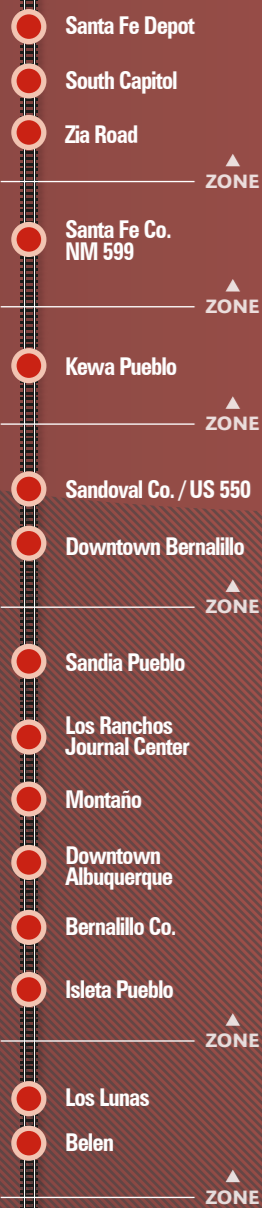 Santa Fe Depot
South Capitol
Zia Road
ZONE
Santa Fe Co.
NM 599
ZONE
Kewa Pueblo
ZONE
Sandoval Co. / US 550
Downtown Bernalillo
ZONE
Sandia Pueblo
Los Ranchos
Journal Center
Montaño
Downtown
Albuquerque
Bernalillo Co.
Isleta Pueblo
ZONE
Los Lunas
Belen
ZONE